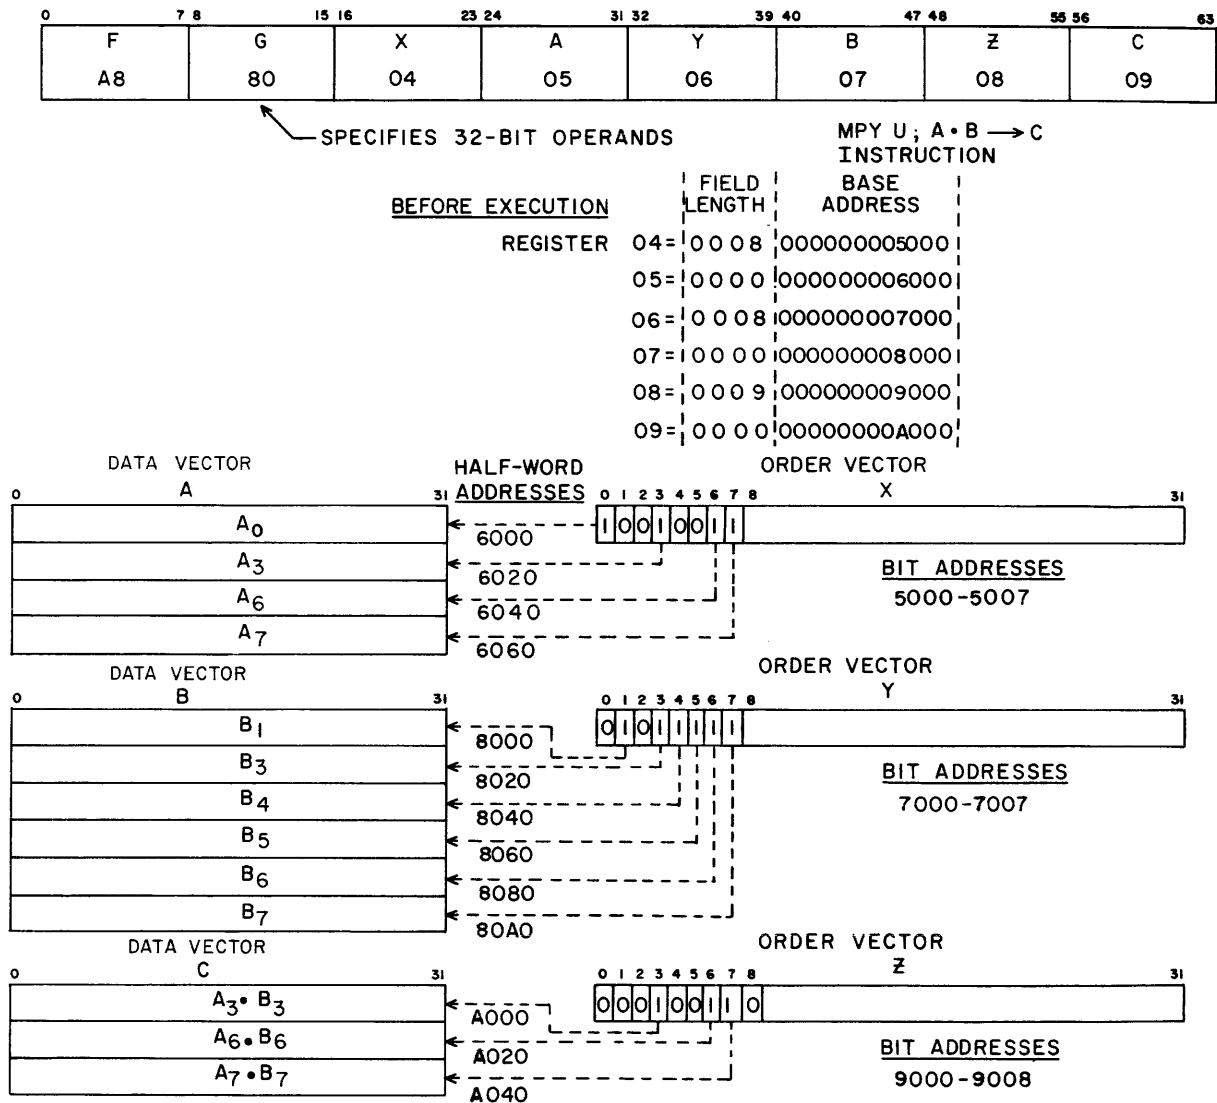 0 7 8 15 16 23 24 31 32 39 40 47 48 55 56 63
F G X A Y B Z C
A8 80 04 05 06 07 08 09
SPECIFIES 32-BIT OPERANDS
MPY U; A • B → C
INSTRUCTION
FIELD LENGTH
BASE ADDRESS
BEFORE EXECUTION
REGISTER 04= 0008 000000005000
05= 0000 000000006000
06= 0008 000000007000
07= 0000 000000008000
08= 0009 000000009000
09= 0000 00000000A000
DATA VECTOR
A
0 31
A0
A3
A6
A7
HALF-WORD
ADDRESSES
6000
6020
6040
6060
ORDER VECTOR
X
0 1 2 3 4 5 6 7 8 31
1 0 0 1 0 0 1 1
BIT ADDRESSES
5000-5007
DATA VECTOR
B
0 31
B1
B3
B4
B5
B6
B7
8000
8020
8040
8060
8080
80A0
ORDER VECTOR
Y
0 1 2 3 4 5 6 7 8 31
0 1 0 1 1 1 1 1
BIT ADDRESSES
7000-7007
DATA VECTOR
C
0 31
A3 • B3
A6 • B6
A7 • B7
A000
A020
A040
ORDER VECTOR
Z
0 1 2 3 4 5 6 7 8 31
0 0 0 1 0 0 1 1 0
BIT ADDRESSES
9000-9008